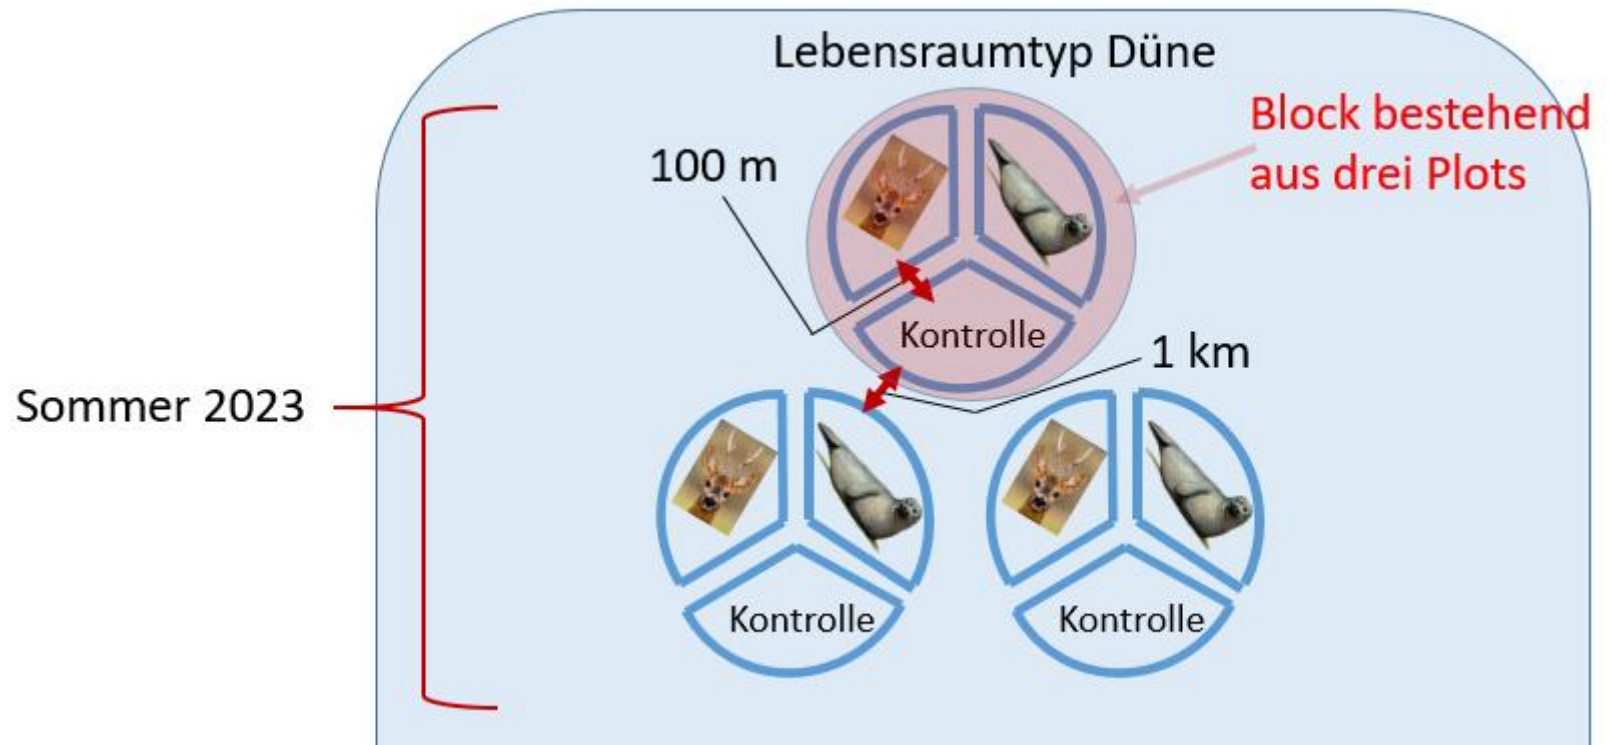 Lebensraumtyp Düne
Block bestehend
aus drei Plots
100 m
Kontrolle
1 km
Sommer 2023
Kontrolle
Kontrolle